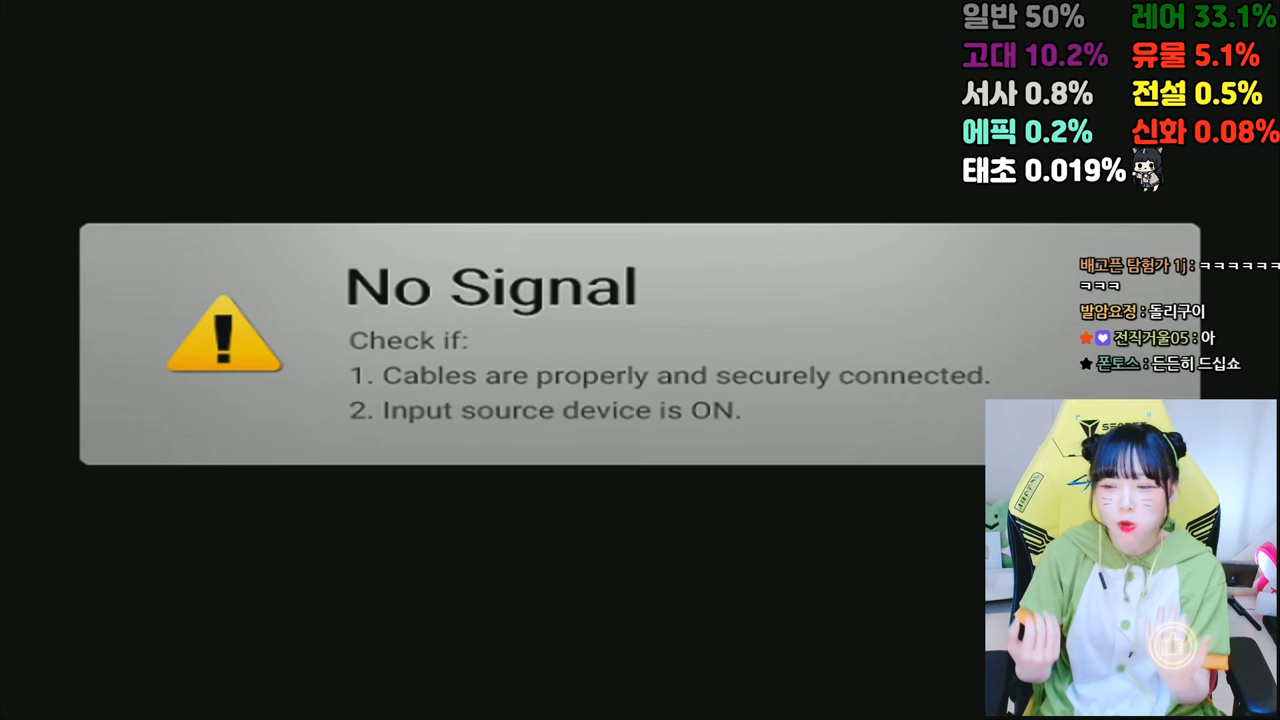 일반 50% 레어 33.1%
고대 10.2% 유물 5.1%
서사 0.8% 전설 0.5%
에픽 0.2% 신화 0.08%
태초 0.019%
No Signal
Check if:
1. Cables are properly and securely connected.
2. Input source device is ON.
배고픈 탐험가 1j : ㅋㅋㅋㅋㅋㅋ
ㅋㅋㅋ
발암요정 : 돌리구이
전직거울05 : 아
폰토스 : 든든히 드십쇼